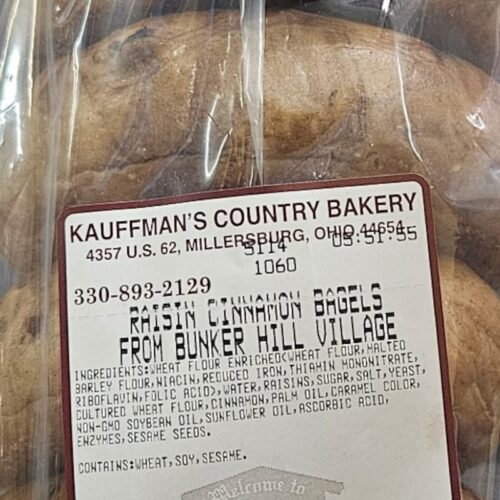 KAUFFMAN'S COUNTRY BAKERY
4357 U.S. 62, MILLERSBURG, OHIO 44654
5114 05:51:55
1060
330-893-2129
RAISIN CINNAMON BAGELS
FROM BUNKER HILL VILLAGE
INGREDIENTS:WHEAT FLOUR ENRICHED(WHEAT FLOUR,MALTED
BARLEY FLOUR,NIACIN,REDUCED IRON,THIAMIN MONONITRATE,
RIBOFLAVIN,FOLIC ACID),WATER,RAISINS,SUGAR,SALT,YEAST,
CULTURED WHEAT FLOUR,CINNAMON,PALM OIL,CARAMEL COLOR,
NON-GMO SOYBEAN OIL,SUNFLOWER OIL,ASCORBIC ACID,
ENZYMES,SESAME SEEDS.
CONTAINS:WHEAT,SOY,SESAME.
Welcome to